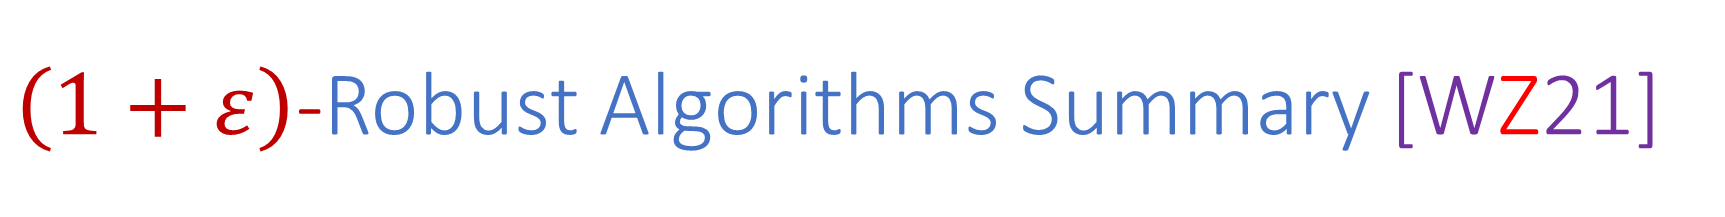 (1 + ε)-Robust Algorithms Summary [WZ21]